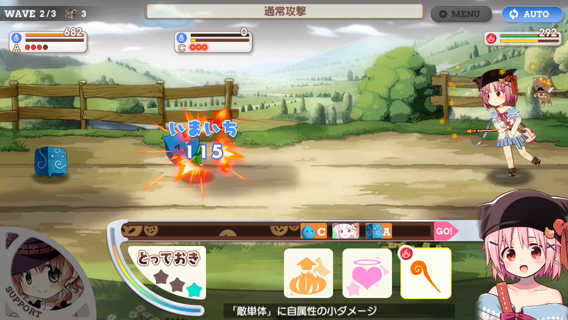 WAVE 2/3 3
通常攻撃
MENU
AUTO
682
A
0
C
292
いまいち
115
C A GO!
とっておき
SUPPORT
「敵単体」に自属性の小ダメージ